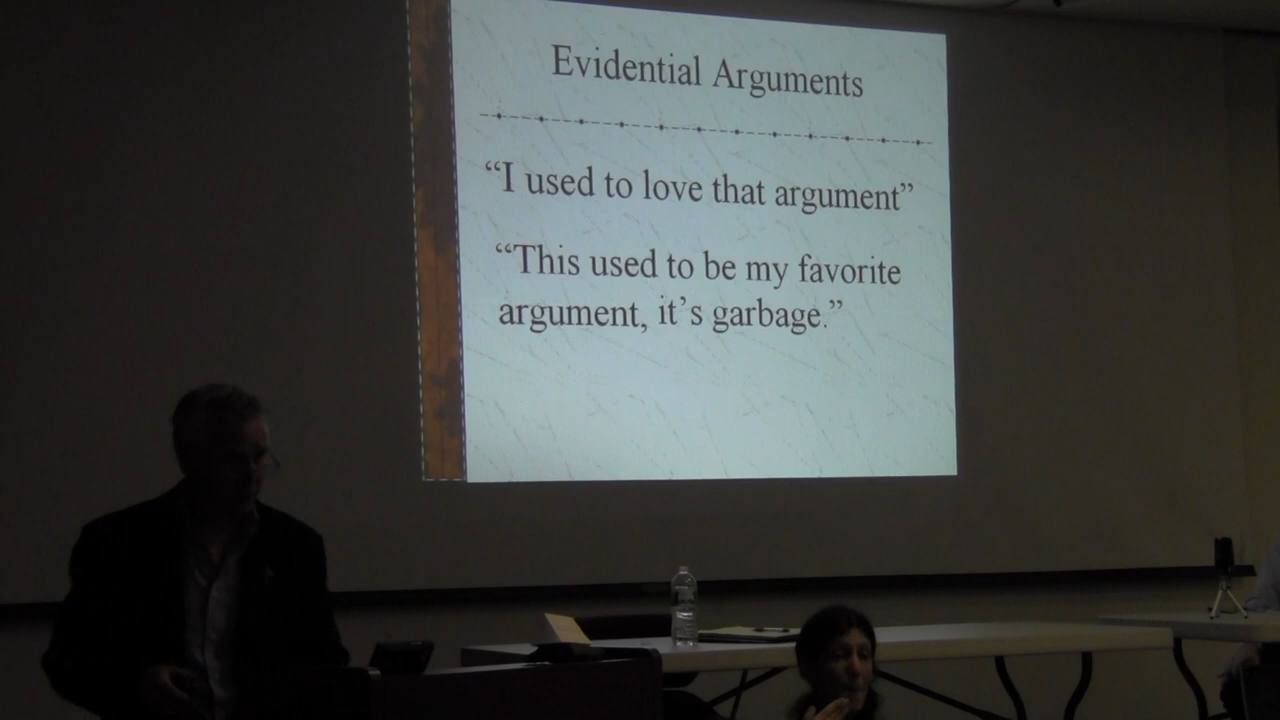 Evidential Arguments
“I used to love that argument”
“This used to be my favorite
argument, it’s garbage.”